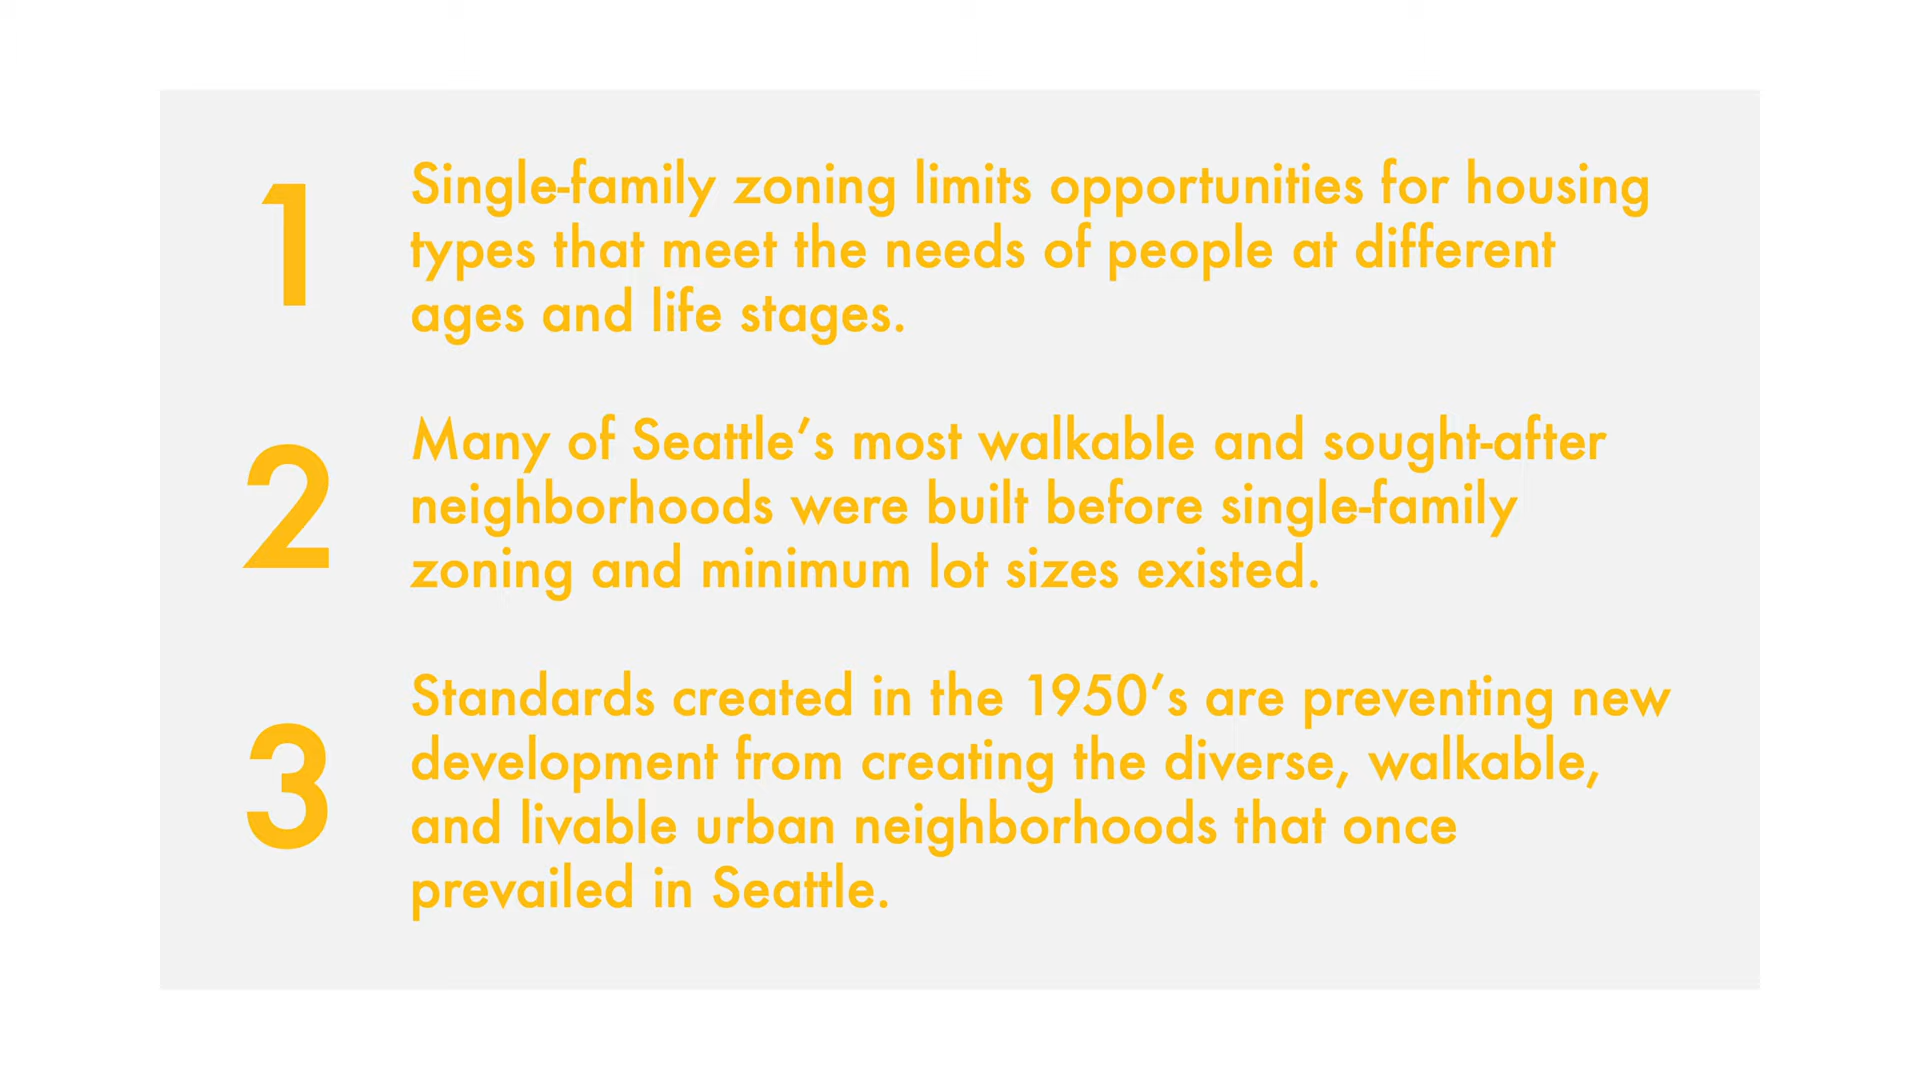 1
Single-family zoning limits opportunities for housing
types that meet the needs of people at different
ages and life stages.
2
Many of Seattle’s most walkable and sought-after
neighborhoods were built before single-family
zoning and minimum lot sizes existed.
3
Standards created in the 1950’s are preventing new
development from creating the diverse, walkable,
and livable urban neighborhoods that once
prevailed in Seattle.